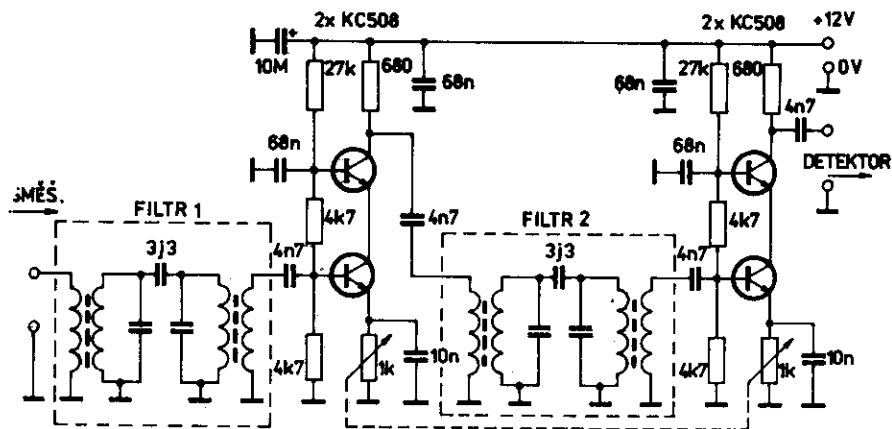 2x KC508
2x KC508
+12V
10M
+
27k
680
68n
68n
27k
680
0V
4n7
68n
68n
DETEKTOR
SMĚŠ.
FILTR 1
4k7
4n7
FILTR 2
4k7
3j3
4n7
3j3
4n7
4k7
1k
10n
4k7
1k
10n